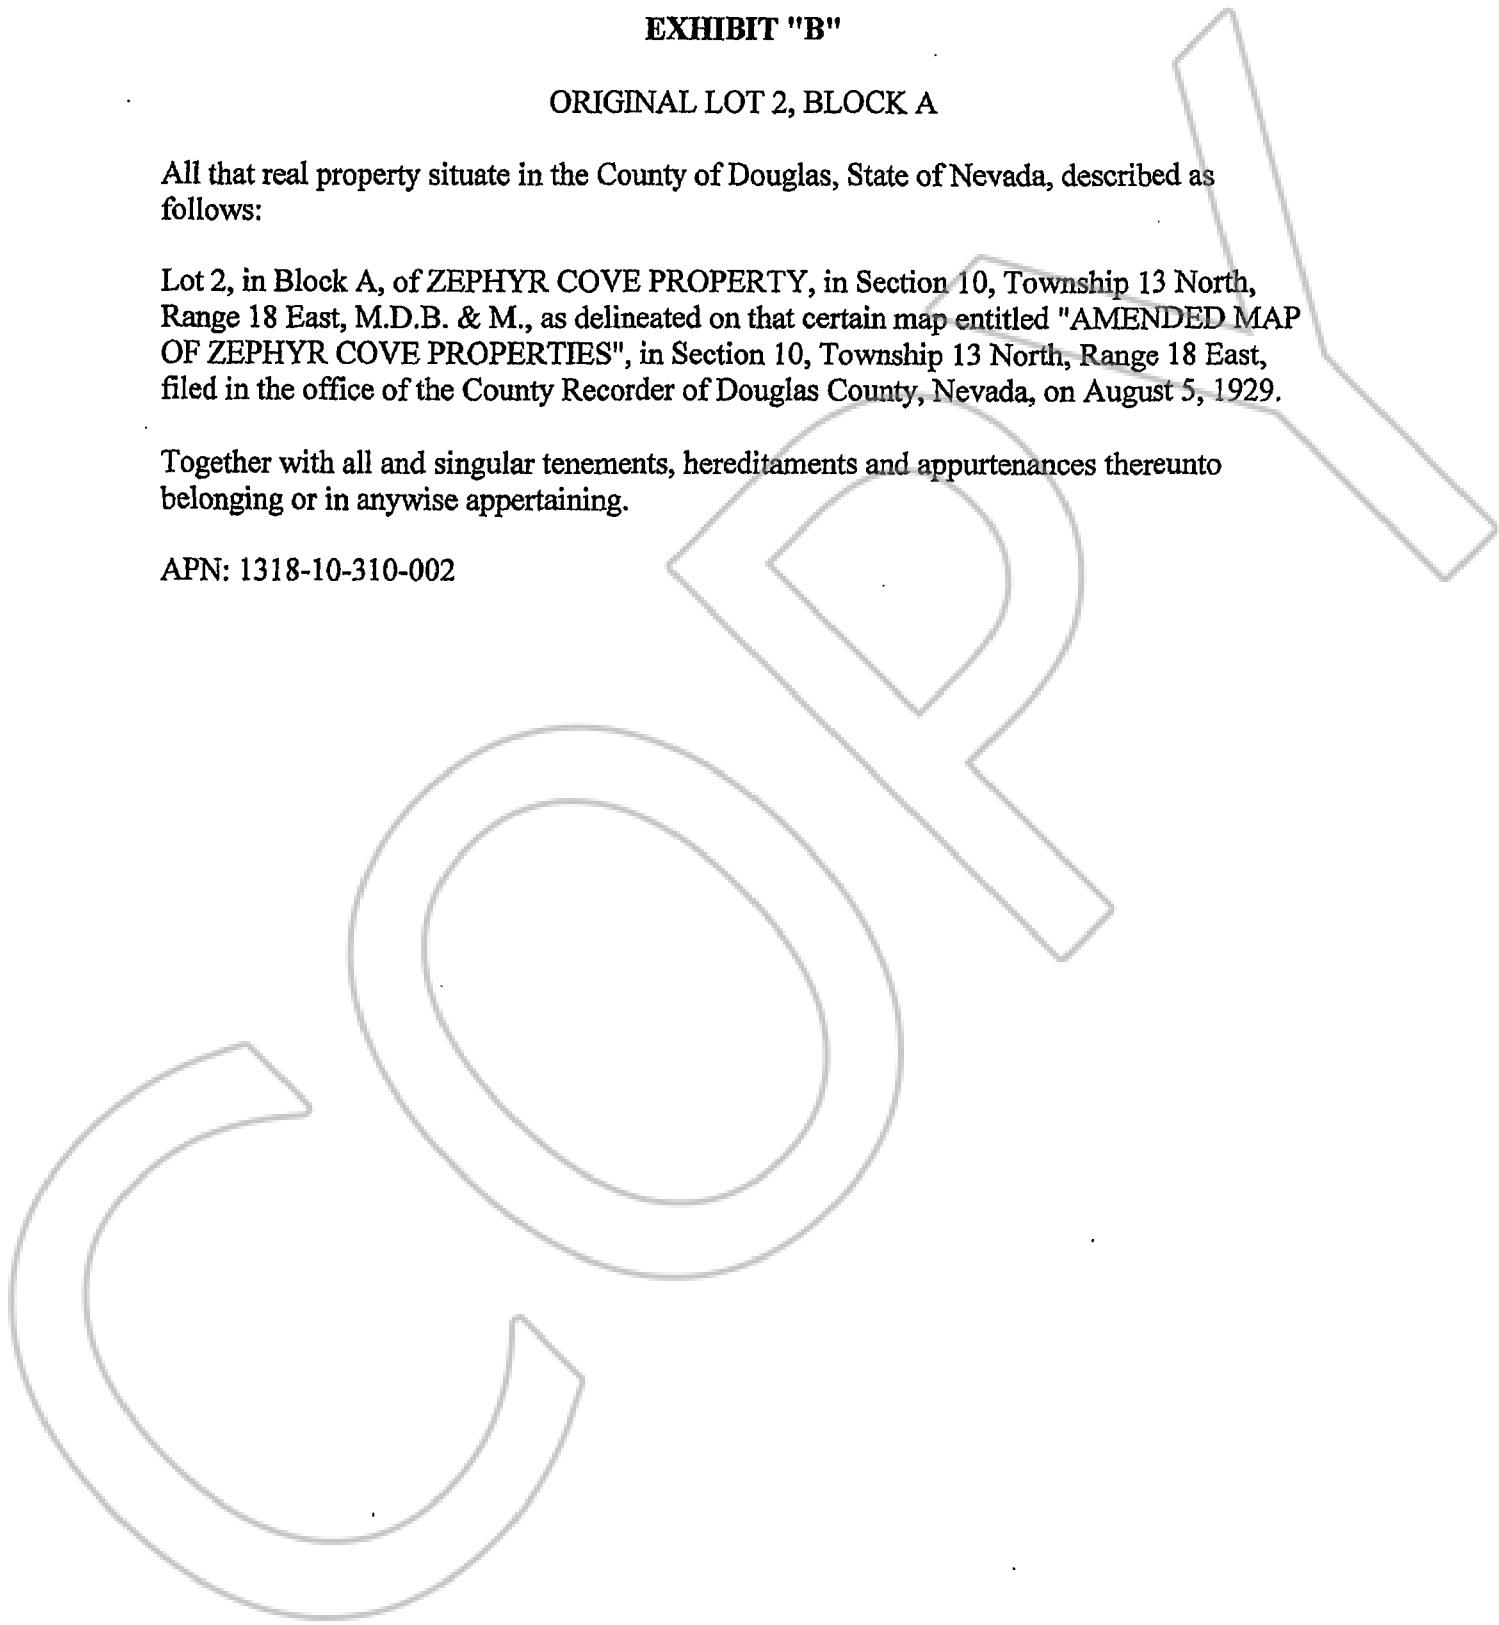 EXHIBIT "B"
ORIGINAL LOT 2, BLOCK A
All that real property situate in the County of Douglas, State of Nevada, described as
follows:
Lot 2, in Block A, of ZEPHYR COVE PROPERTY, in Section 10, Township 13 North,
Range 18 East, M.D.B. & M., as delineated on that certain map entitled "AMENDED MAP
OF ZEPHYR COVE PROPERTIES", in Section 10, Township 13 North, Range 18 East,
filed in the office of the County Recorder of Douglas County, Nevada, on August 5, 1929.
Together with all and singular tenements, hereditaments and appurtenances thereunto
belonging or in anywise appertaining.
APN: 1318-10-310-002
COPY